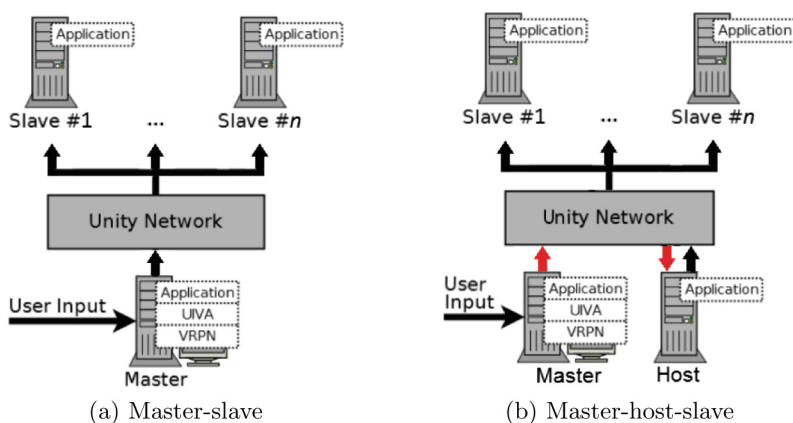 Application
Application
Slave #1
...
Slave #n
Unity Network
User Input
Application
UIVA
VRPN
Master
(a) Master-slave
Application
Application
Slave #1
...
Slave #n
Unity Network
User
Input
Application
UIVA
VRPN
Application
Master
Host
(b) Master-host-slave